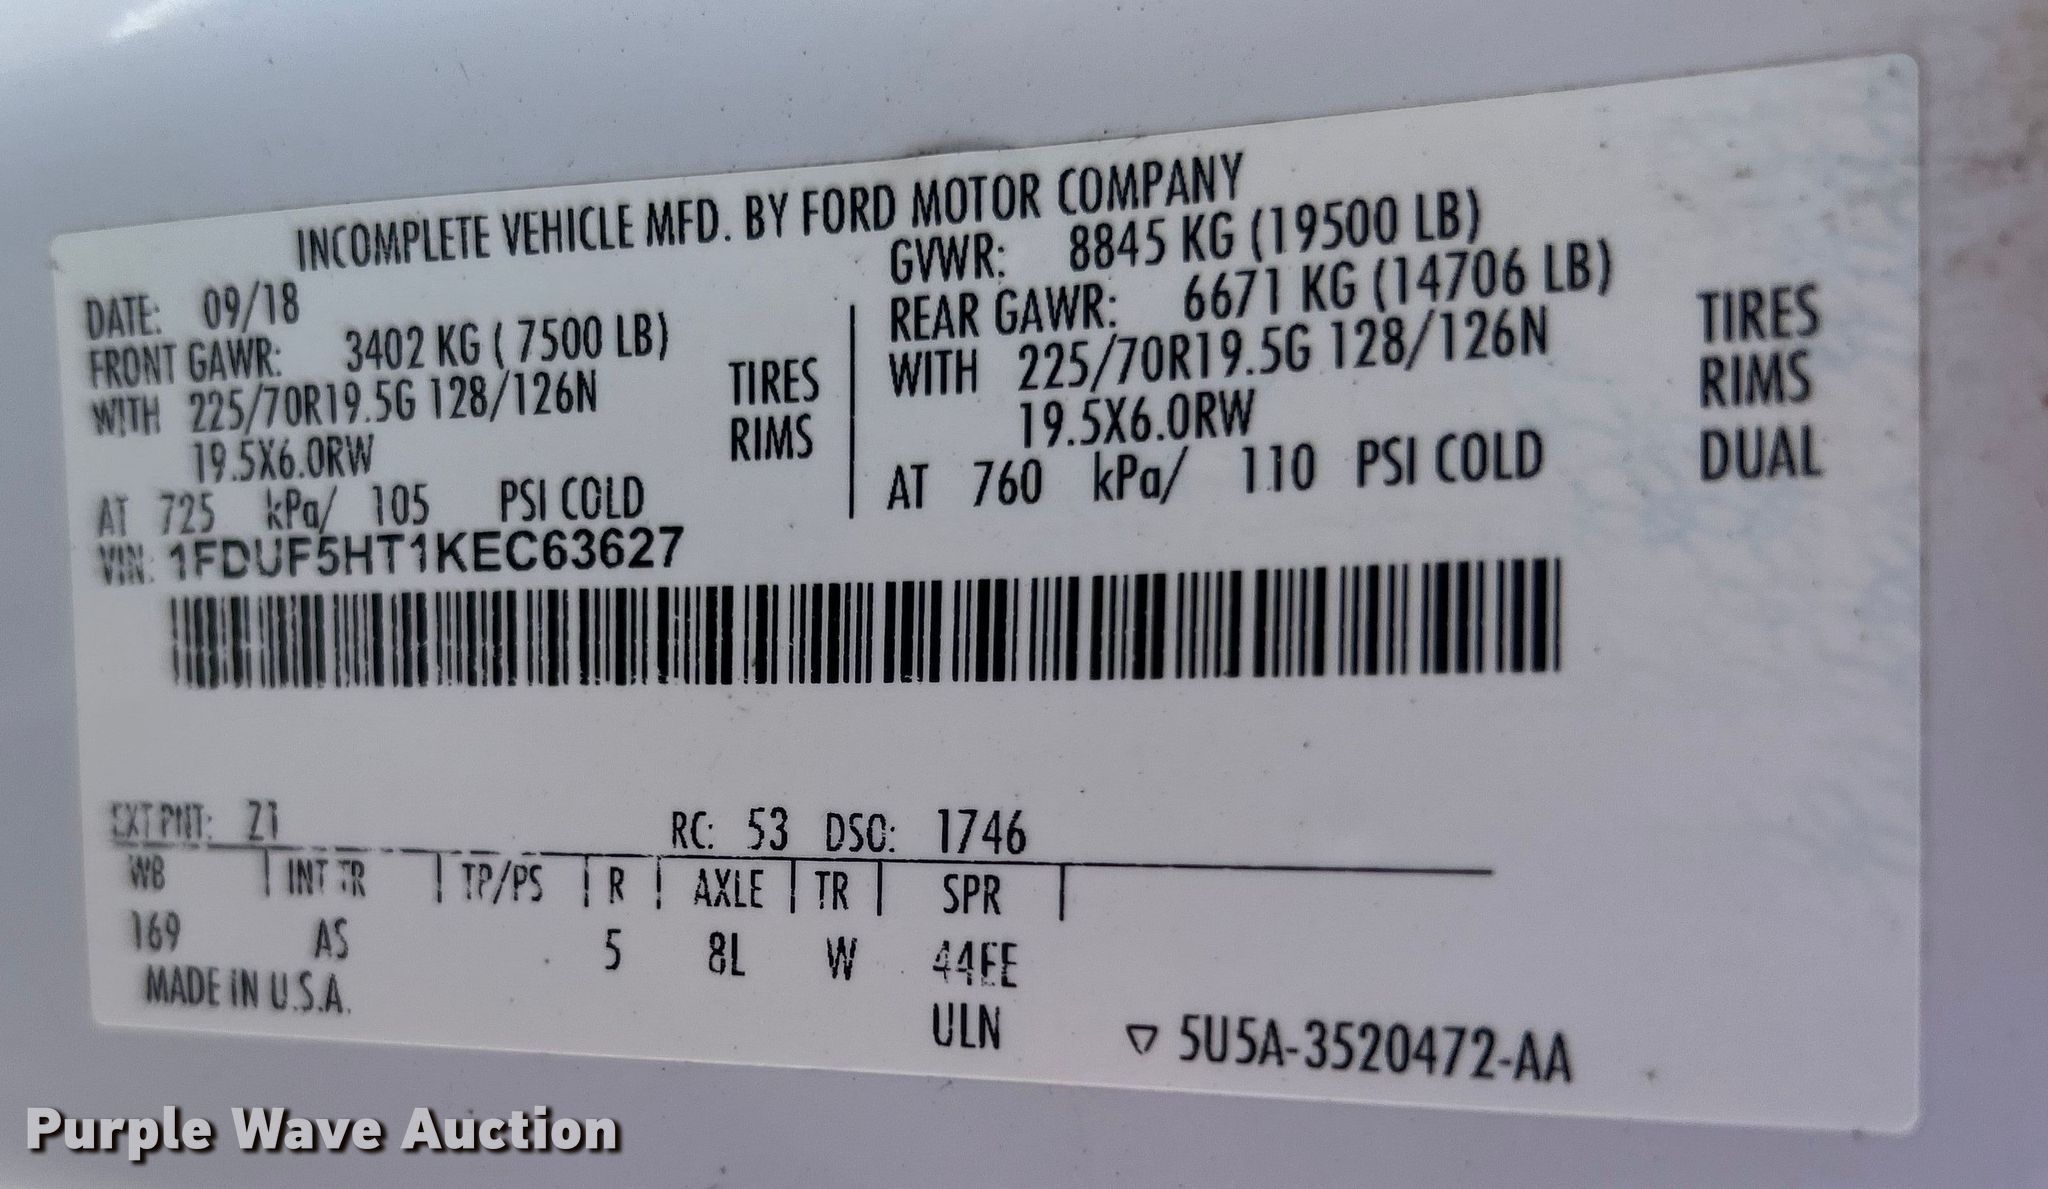 INCOMPLETE VEHICLE MFD. BY FORD MOTOR COMPANY
DATE: 09/18
GVWR: 8845 KG (19500 LB)
FRONT GAWR: 3402 KG ( 7500 LB)
REAR GAWR: 6671 KG (14706 LB)
WITH 225/70R19.5G 128/126N TIRES
19.5X6.0RW RIMS
AT 725 kPa/ 105 PSI COLD
WITH 225/70R19.5G 128/126N TIRES
19.5X6.0RW RIMS
AT 760 kPa/ 110 PSI COLD DUAL
VIN: 1FDUF5HT1KEC63627
EXT PNT: Z1 RC: 53 DSO: 1746
WB | INT TR | TP/PS | R | AXLE | TR | SPR |
169 AS 5 8L W 44EE
MADE IN U.S.A.
ULN
▽ 5U5A-3520472-AA
Purple Wave Auction